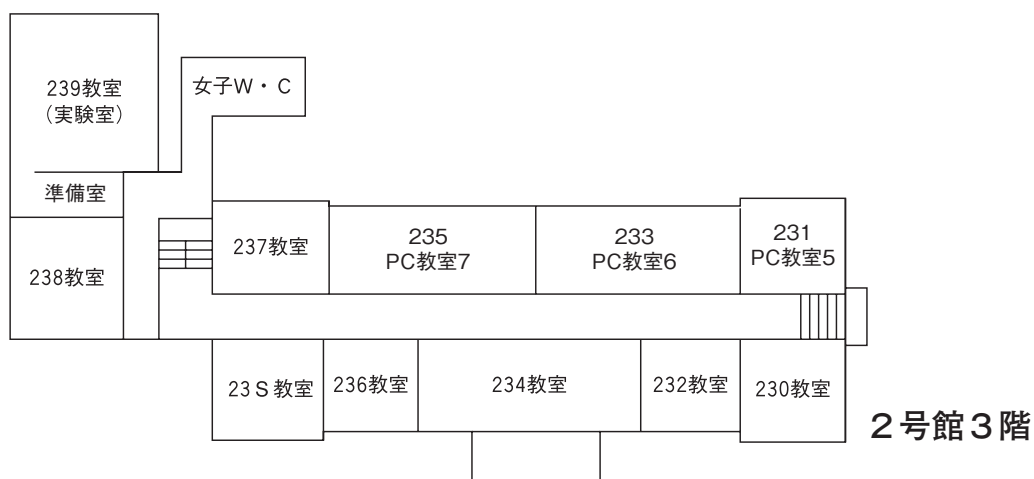 239教室
（実験室）
女子W・C
準備室
238教室
237教室
235
PC教室7
233
PC教室6
231
PC教室5
23S教室
236教室
234教室
232教室
230教室
２号館３階